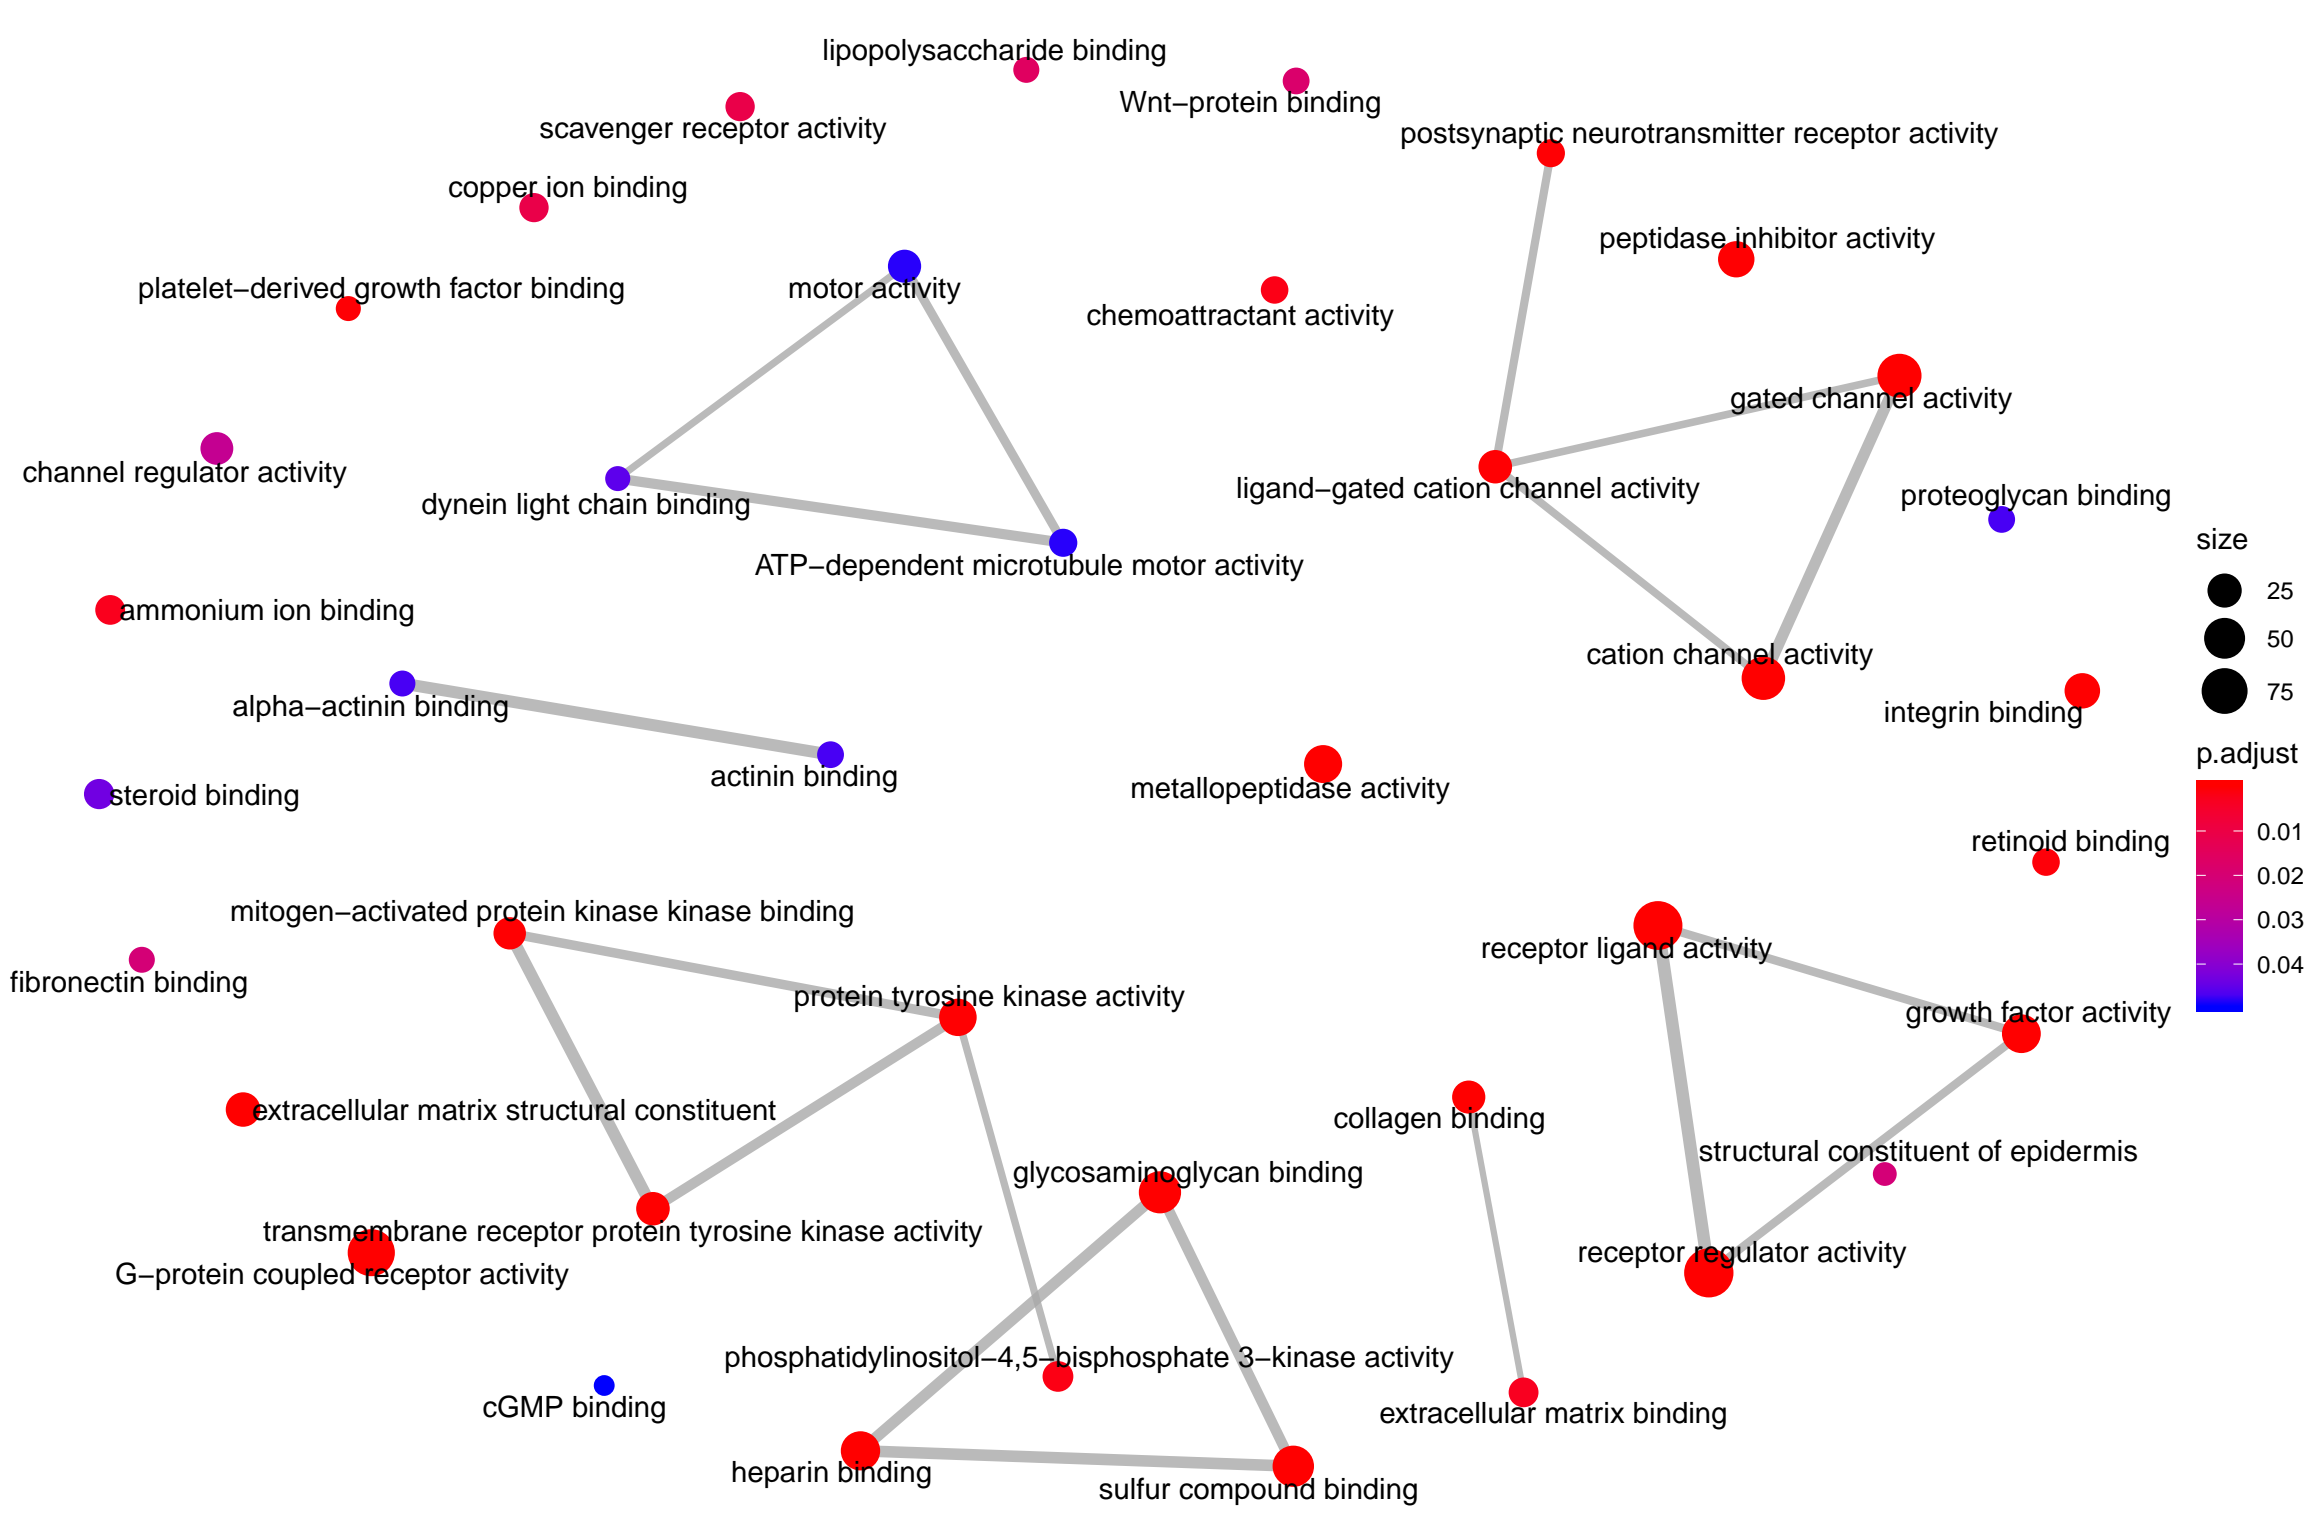 lipopolysaccharide binding
Wnt−protein binding
scavenger receptor activity
postsynaptic neurotransmitter receptor activity
copper ion binding
peptidase inhibitor activity
platelet−derived growth factor binding
motor activity
chemoattractant activity
gated channel activity
channel regulator activity
ligand−gated cation channel activity
dynein light chain binding
proteoglycan binding
size
25
50
75
ATP−dependent microtubule motor activity
ammonium ion binding
cation channel activity
alpha−actinin binding
integrin binding
p.adjust
0.01
0.02
0.03
0.04
actinin binding
metallopeptidase activity
steroid binding
retinoid binding
mitogen−activated protein kinase kinase binding
receptor ligand activity
fibronectin binding
protein tyrosine kinase activity
growth factor activity
extracellular matrix structural constituent
collagen binding
structural constituent of epidermis
glycosaminoglycan binding
transmembrane receptor protein tyrosine kinase activity
receptor regulator activity
G−protein coupled receptor activity
phosphatidylinositol−4,5−bisphosphate 3−kinase activity
cGMP binding
extracellular matrix binding
heparin binding
sulfur compound binding